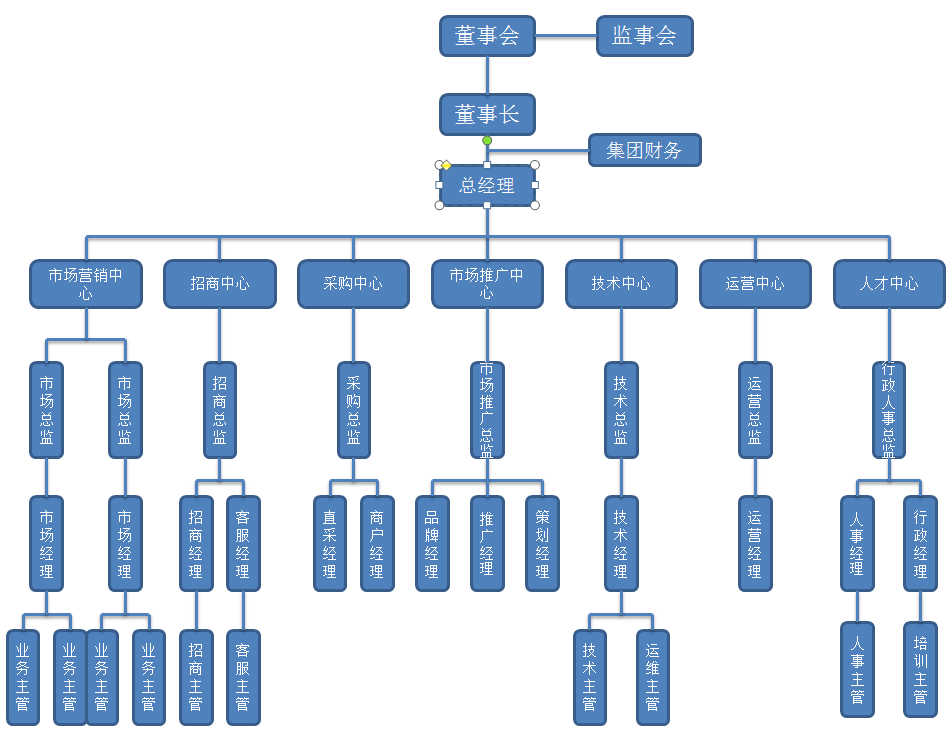 董事会
监事会
董事长
集团财务
总经理
市场营销中
心
招商中心
采购中心
市场推广中
心
技术中心
运营中心
人才中心
市场总监
市场总监
招商总监
采购总监
市场推广总监
技术总监
运营总监
行政人事总监
市场经理
市场经理
招商经理
客服经理
直采经理
商户经理
品牌经理
推广经理
策划经理
技术经理
运营经理
人事经理
行政经理
业务主管
业务主管
业务主管
业务主管
招商主管
客服主管
技术主管
运维主管
人事主管
培训主管